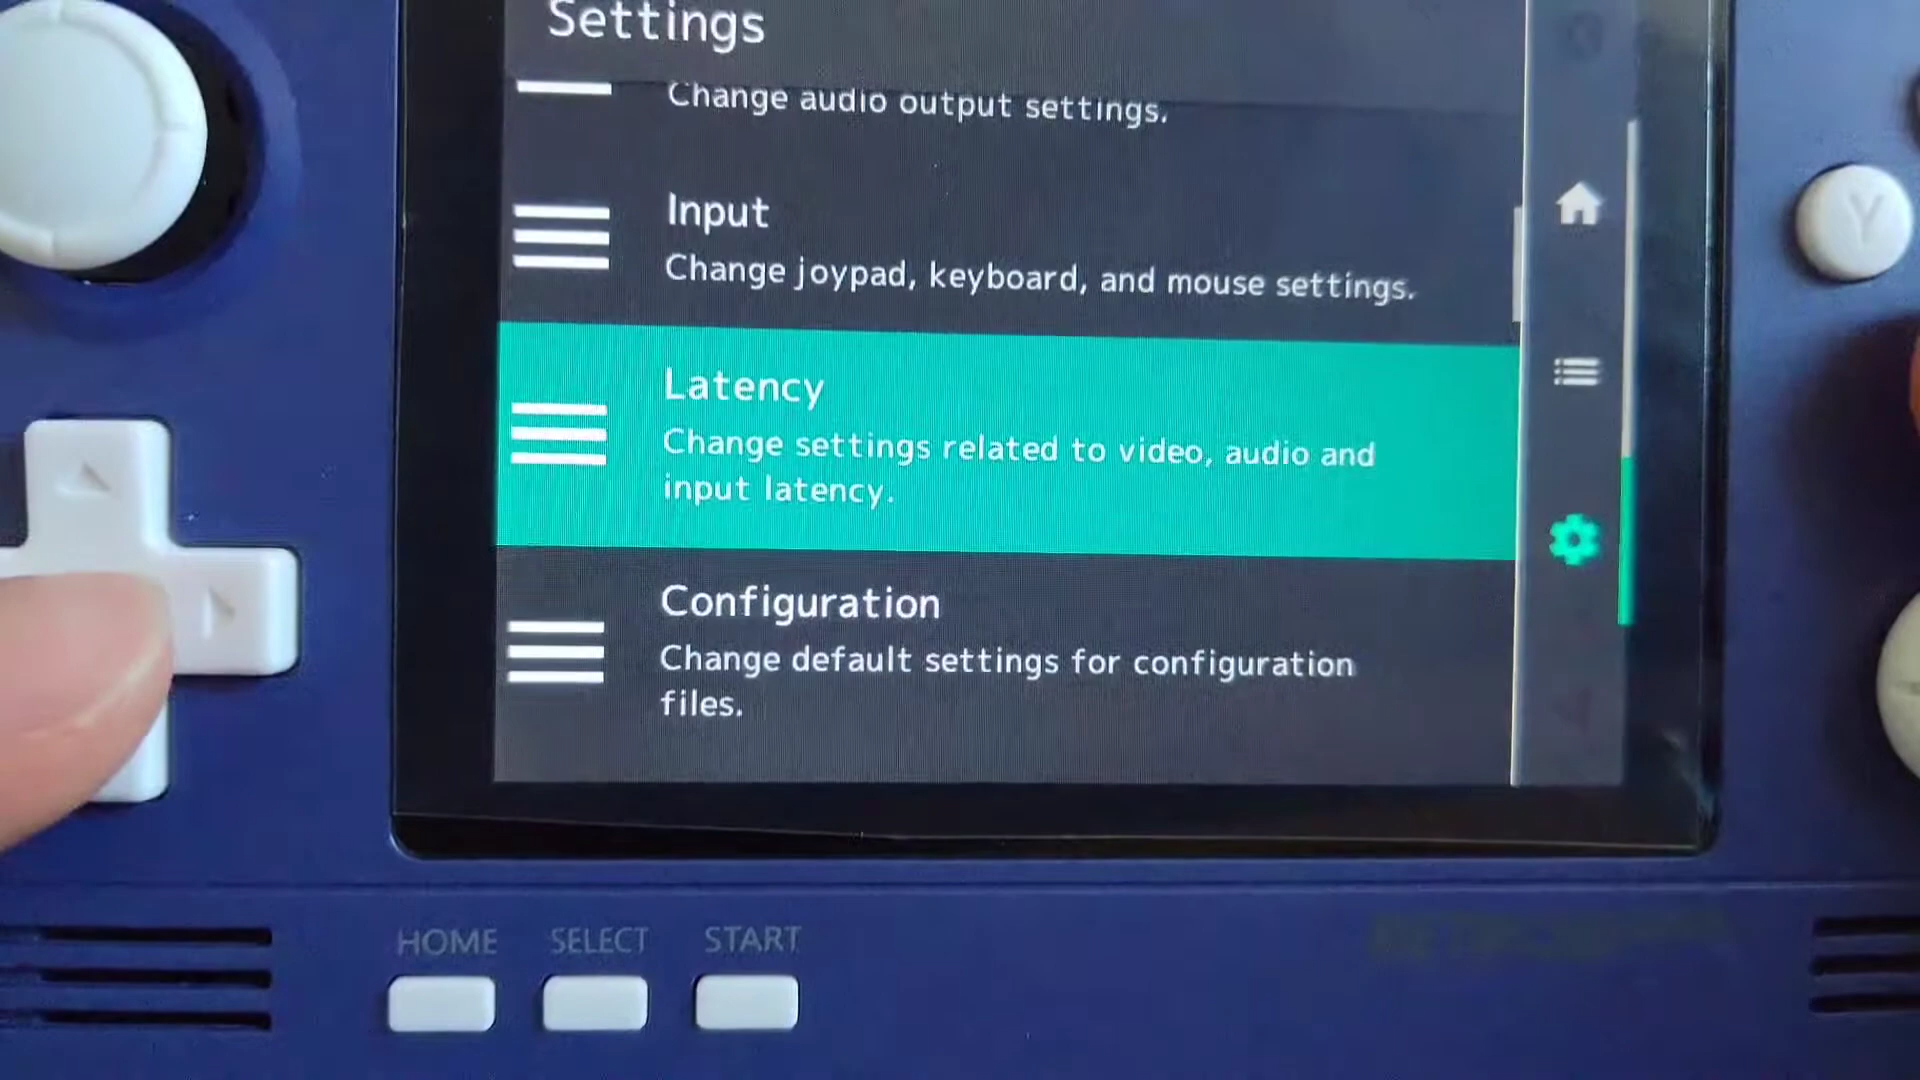 Settings
Change audio output settings.
Input
Change joypad, keyboard, and mouse settings.
Latency
Change settings related to video, audio and
input latency.
Configuration
Change default settings for configuration
files.
Y
HOME
SELECT
START